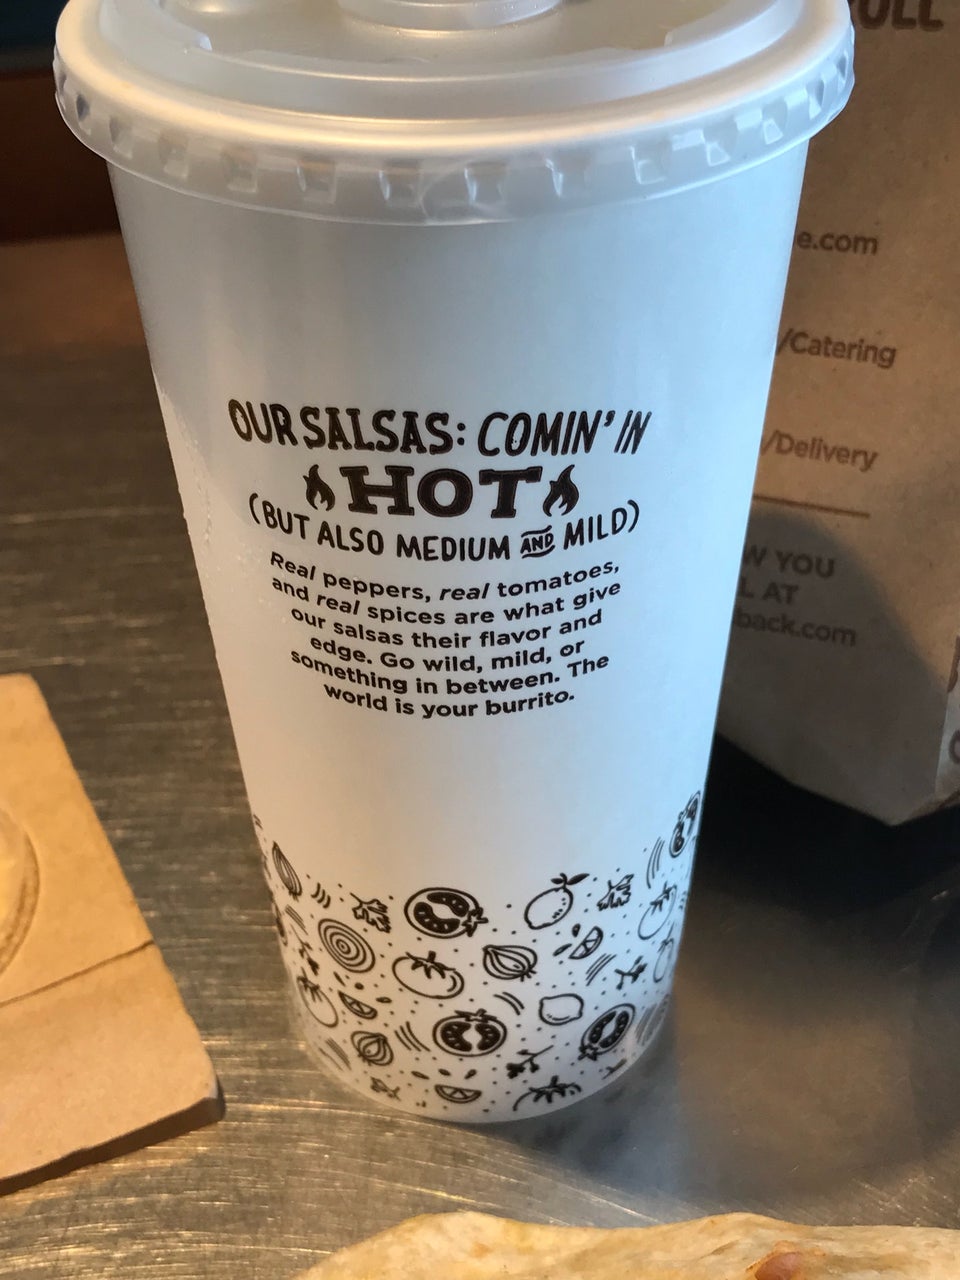 OUR SALSAS: COMIN' IN
HOT
(BUT ALSO MEDIUM AND MILD)
Real peppers, real tomatoes,
and real spices are what give
our salsas their flavor and
edge. Go wild, mild, or
something in between. The
world is your burrito.
e.com
/Catering
/Delivery
W YOU
L AT
back.com